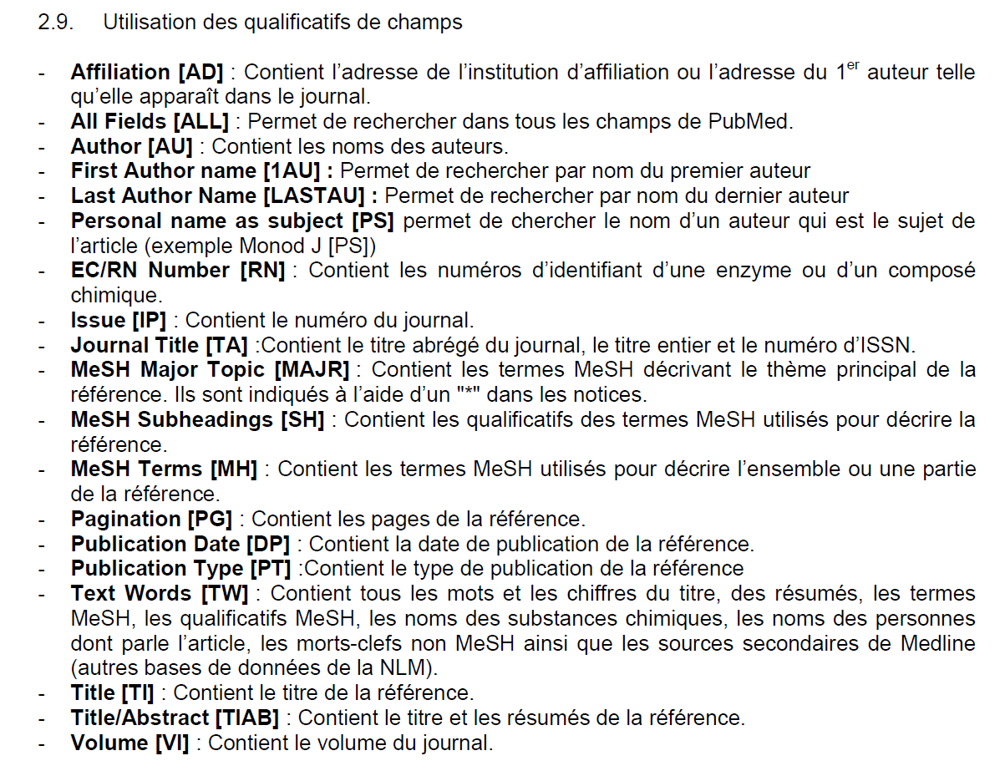 2.9. Utilisation des qualificatifs de champs
- Affiliation [AD] : Contient l’adresse de l’institution d’affiliation ou l’adresse du 1er auteur telle
qu’elle apparaît dans le journal.
- All Fields [ALL] : Permet de rechercher dans tous les champs de PubMed.
- Author [AU] : Contient les noms des auteurs.
- First Author name [1AU] : Permet de rechercher par nom du premier auteur
- Last Author Name [LASTAU] : Permet de rechercher par nom du dernier auteur
- Personal name as subject [PS] permet de chercher le nom d’un auteur qui est le sujet de
l’article (exemple Monod J [PS])
- EC/RN Number [RN] : Contient les numéros d’identifiant d’une enzyme ou d’un composé
chimique.
- Issue [IP] : Contient le numéro du journal.
- Journal Title [TA] :Contient le titre abrégé du journal, le titre entier et le numéro d’ISSN.
- MeSH Major Topic [MAJR] : Contient les termes MeSH décrivant le thème principal de la
référence. Ils sont indiqués à l’aide d’un "*" dans les notices.
- MeSH Subheadings [SH] : Contient les qualificatifs des termes MeSH utilisés pour décrire la
référence.
- MeSH Terms [MH] : Contient les termes MeSH utilisés pour décrire l’ensemble ou une partie
de la référence.
- Pagination [PG] : Contient les pages de la référence.
- Publication Date [DP] : Contient la date de publication de la référence.
- Publication Type [PT] :Contient le type de publication de la référence
- Text Words [TW] : Contient tous les mots et les chiffres du titre, des résumés, les termes
MeSH, les qualificatifs MeSH, les noms des substances chimiques, les noms des personnes
dont parle l’article, les morts-clefs non MeSH ainsi que les sources secondaires de Medline
(autres bases de données de la NLM).
- Title [TI] : Contient le titre de la référence.
- Title/Abstract [TIAB] : Contient le titre et les résumés de la référence.
- Volume [VI] : Contient le volume du journal.